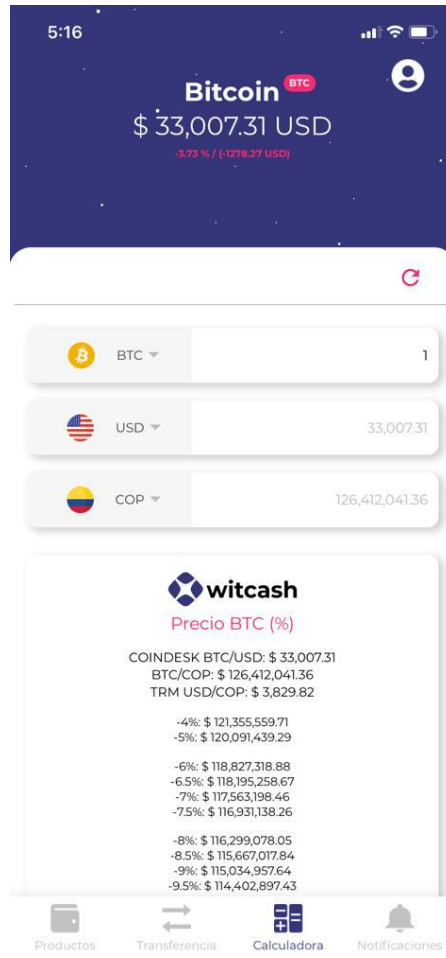 5:16
Bitcoin BTC
$ 33,007.31 USD
-3.73 % / (-1278.27 USD)
BTC 1
USD 33,007.31
COP 126,412,041.36
witcash
Precio BTC (%)
COINDESK BTC/USD: $ 33,007.31
BTC/COP: $ 126,412,041.36
TRM USD/COP: $ 3,829.82
-4%: $ 121,355,559.71
-5%: $ 120,091,439.29
-6%: $ 118,827,318.88
-6.5%: $ 118,195,258.67
-7%: $ 117,563,198.46
-7.5%: $ 116,931,138.26
-8%: $ 116,299,078.05
-8.5%: $ 115,667,017.84
-9%: $ 115,034,957.64
-9.5%: $ 114,402,897.43
Productos Transferencia Calculadora Notificaciones